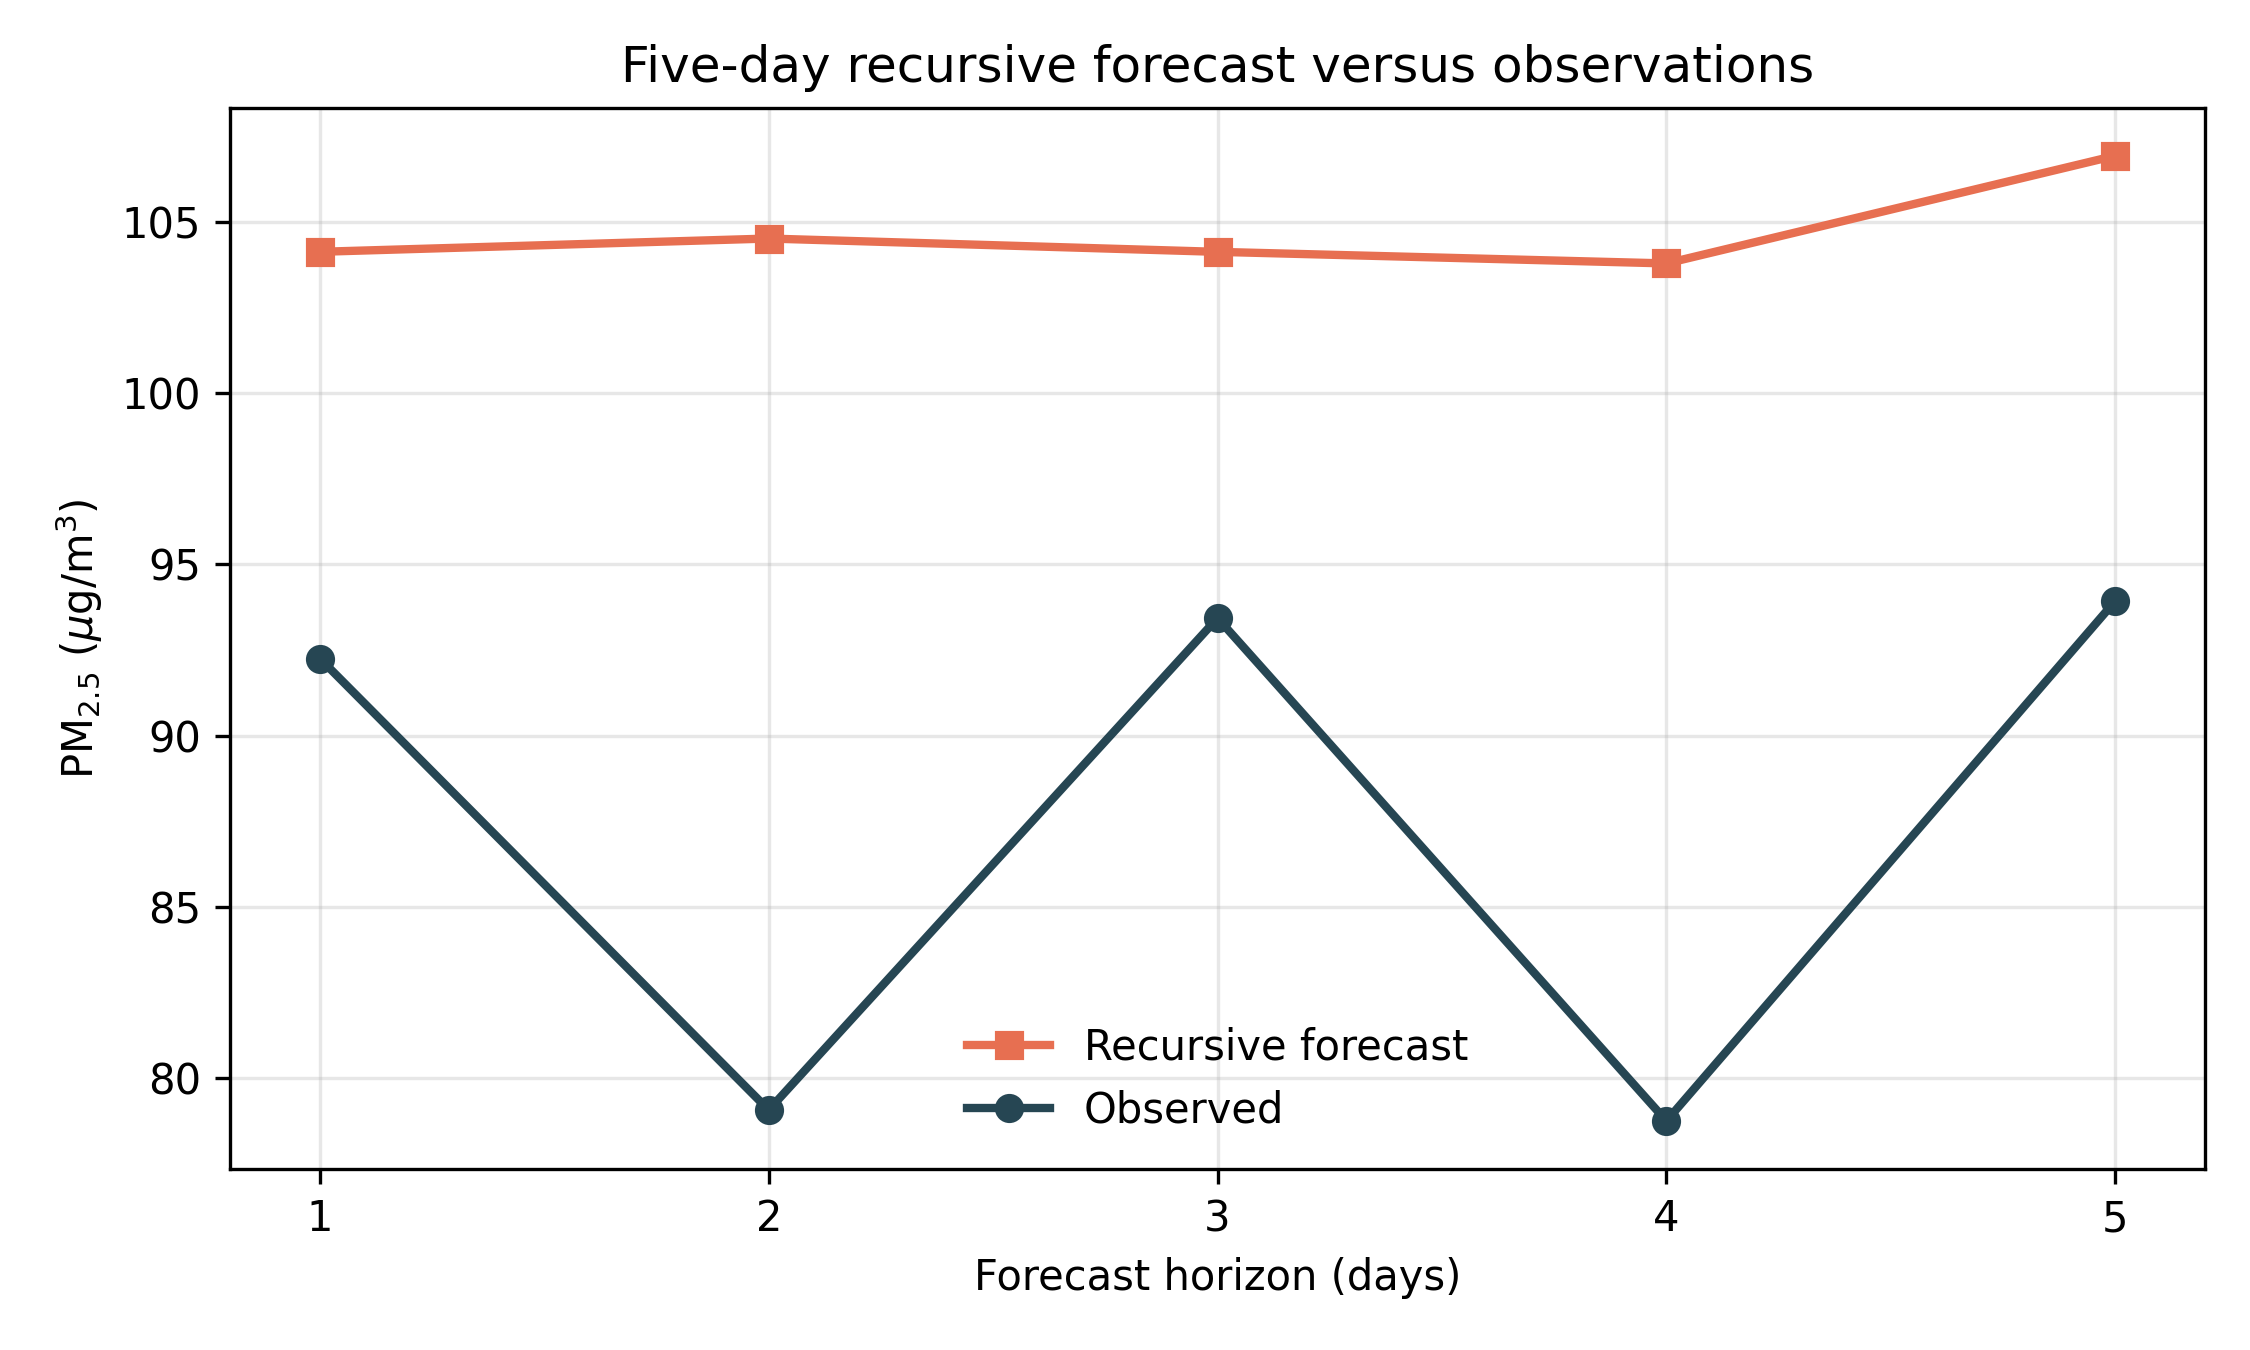 Five-day recursive forecast versus observations
105
100
95
90
85
80
PM₂.₅ (μg/m³)
Recursive forecast
Observed
1 2 3 4 5
Forecast horizon (days)